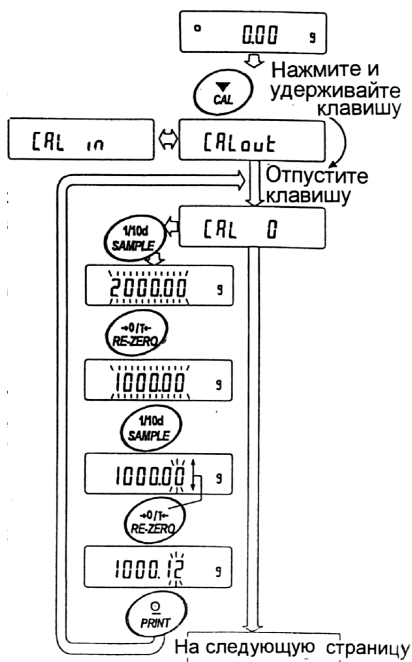 0.00 g
▼
CAL
Нажмите и
удерживайте
клавишу
CAL in
CALout
Отпустите
клавишу
CAL 0
1/10d
SAMPLE
2000.00 g
→0/T←
RE-ZERO
1000.00 g
1/10d
SAMPLE
1000.00 g
→0/T←
RE-ZERO
1000.12 g
PRINT
На следующую страницу